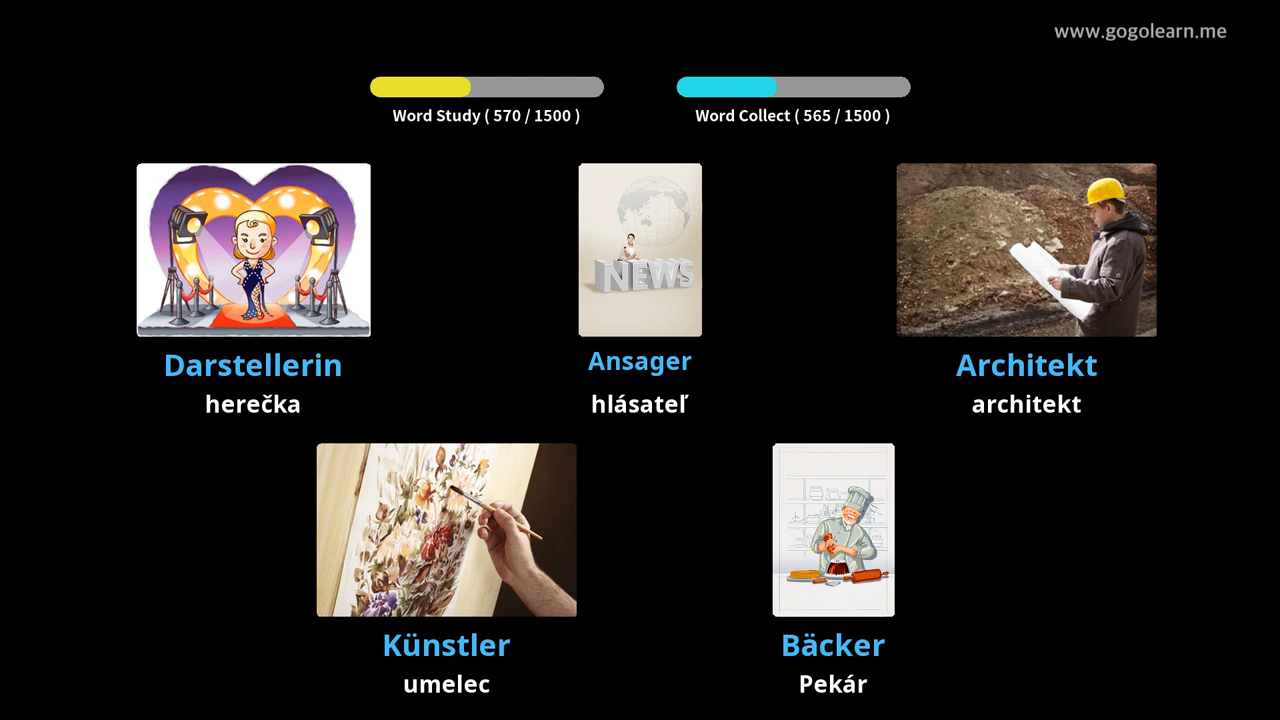 www.gogolearn.me
Word Study ( 570 / 1500 )
Word Collect ( 565 / 1500 )
NEWS
Darstellerin
herečka
Ansager
hlásateľ
Architekt
architekt
Künstler
umelec
Bäcker
Pekár